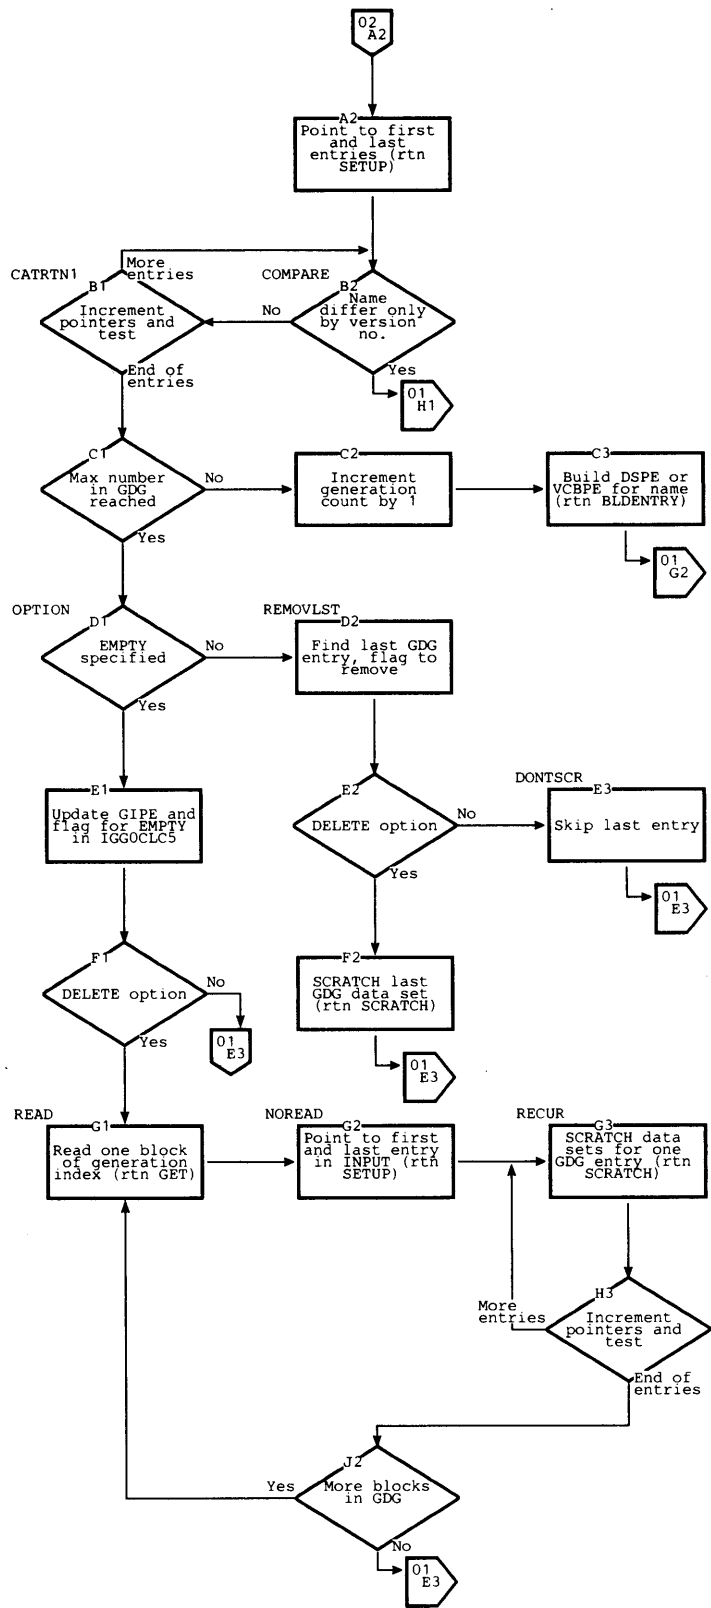 02
A2
A2
Point to first
and last
entries (rtn
SETUP)
More
entries
CATRTN1
COMPARE
B1
Increment
pointers and
test
No
B2
Name
differ only
by version
no.
End of
entries
Yes
01
H1
C1
Max number
in GDG
reached
No
C2
Increment
generation
count by 1
C3
Build DSPE or
VCBPE for name
(rtn BLDENTRY)
Yes
01
G2
OPTION
REMOVLST
D1
EMPTY
specified
No
D2
Find last GDG
entry, flag to
remove
Yes
DONTSCR
E1
Update GIPE and
flag for EMPTY
in IGG0CLC5
E2
DELETE option
No
E3
Skip last entry
Yes
01
E3
F1
DELETE option
No
F2
SCRATCH last
GDG data set
(rtn SCRATCH)
Yes
01
E3
01
E3
READ
NOREAD
RECUR
G1
Read one block
of generation
index (rtn GET)
G2
Point to first
and last entry
in INPUT (rtn
SETUP)
G3
SCRATCH data
sets for one
GDG entry (rtn
SCRATCH)
More
entries
H3
Increment
pointers and
test
End of
entries
J2
Yes
More blocks
in GDG
No
01
E3